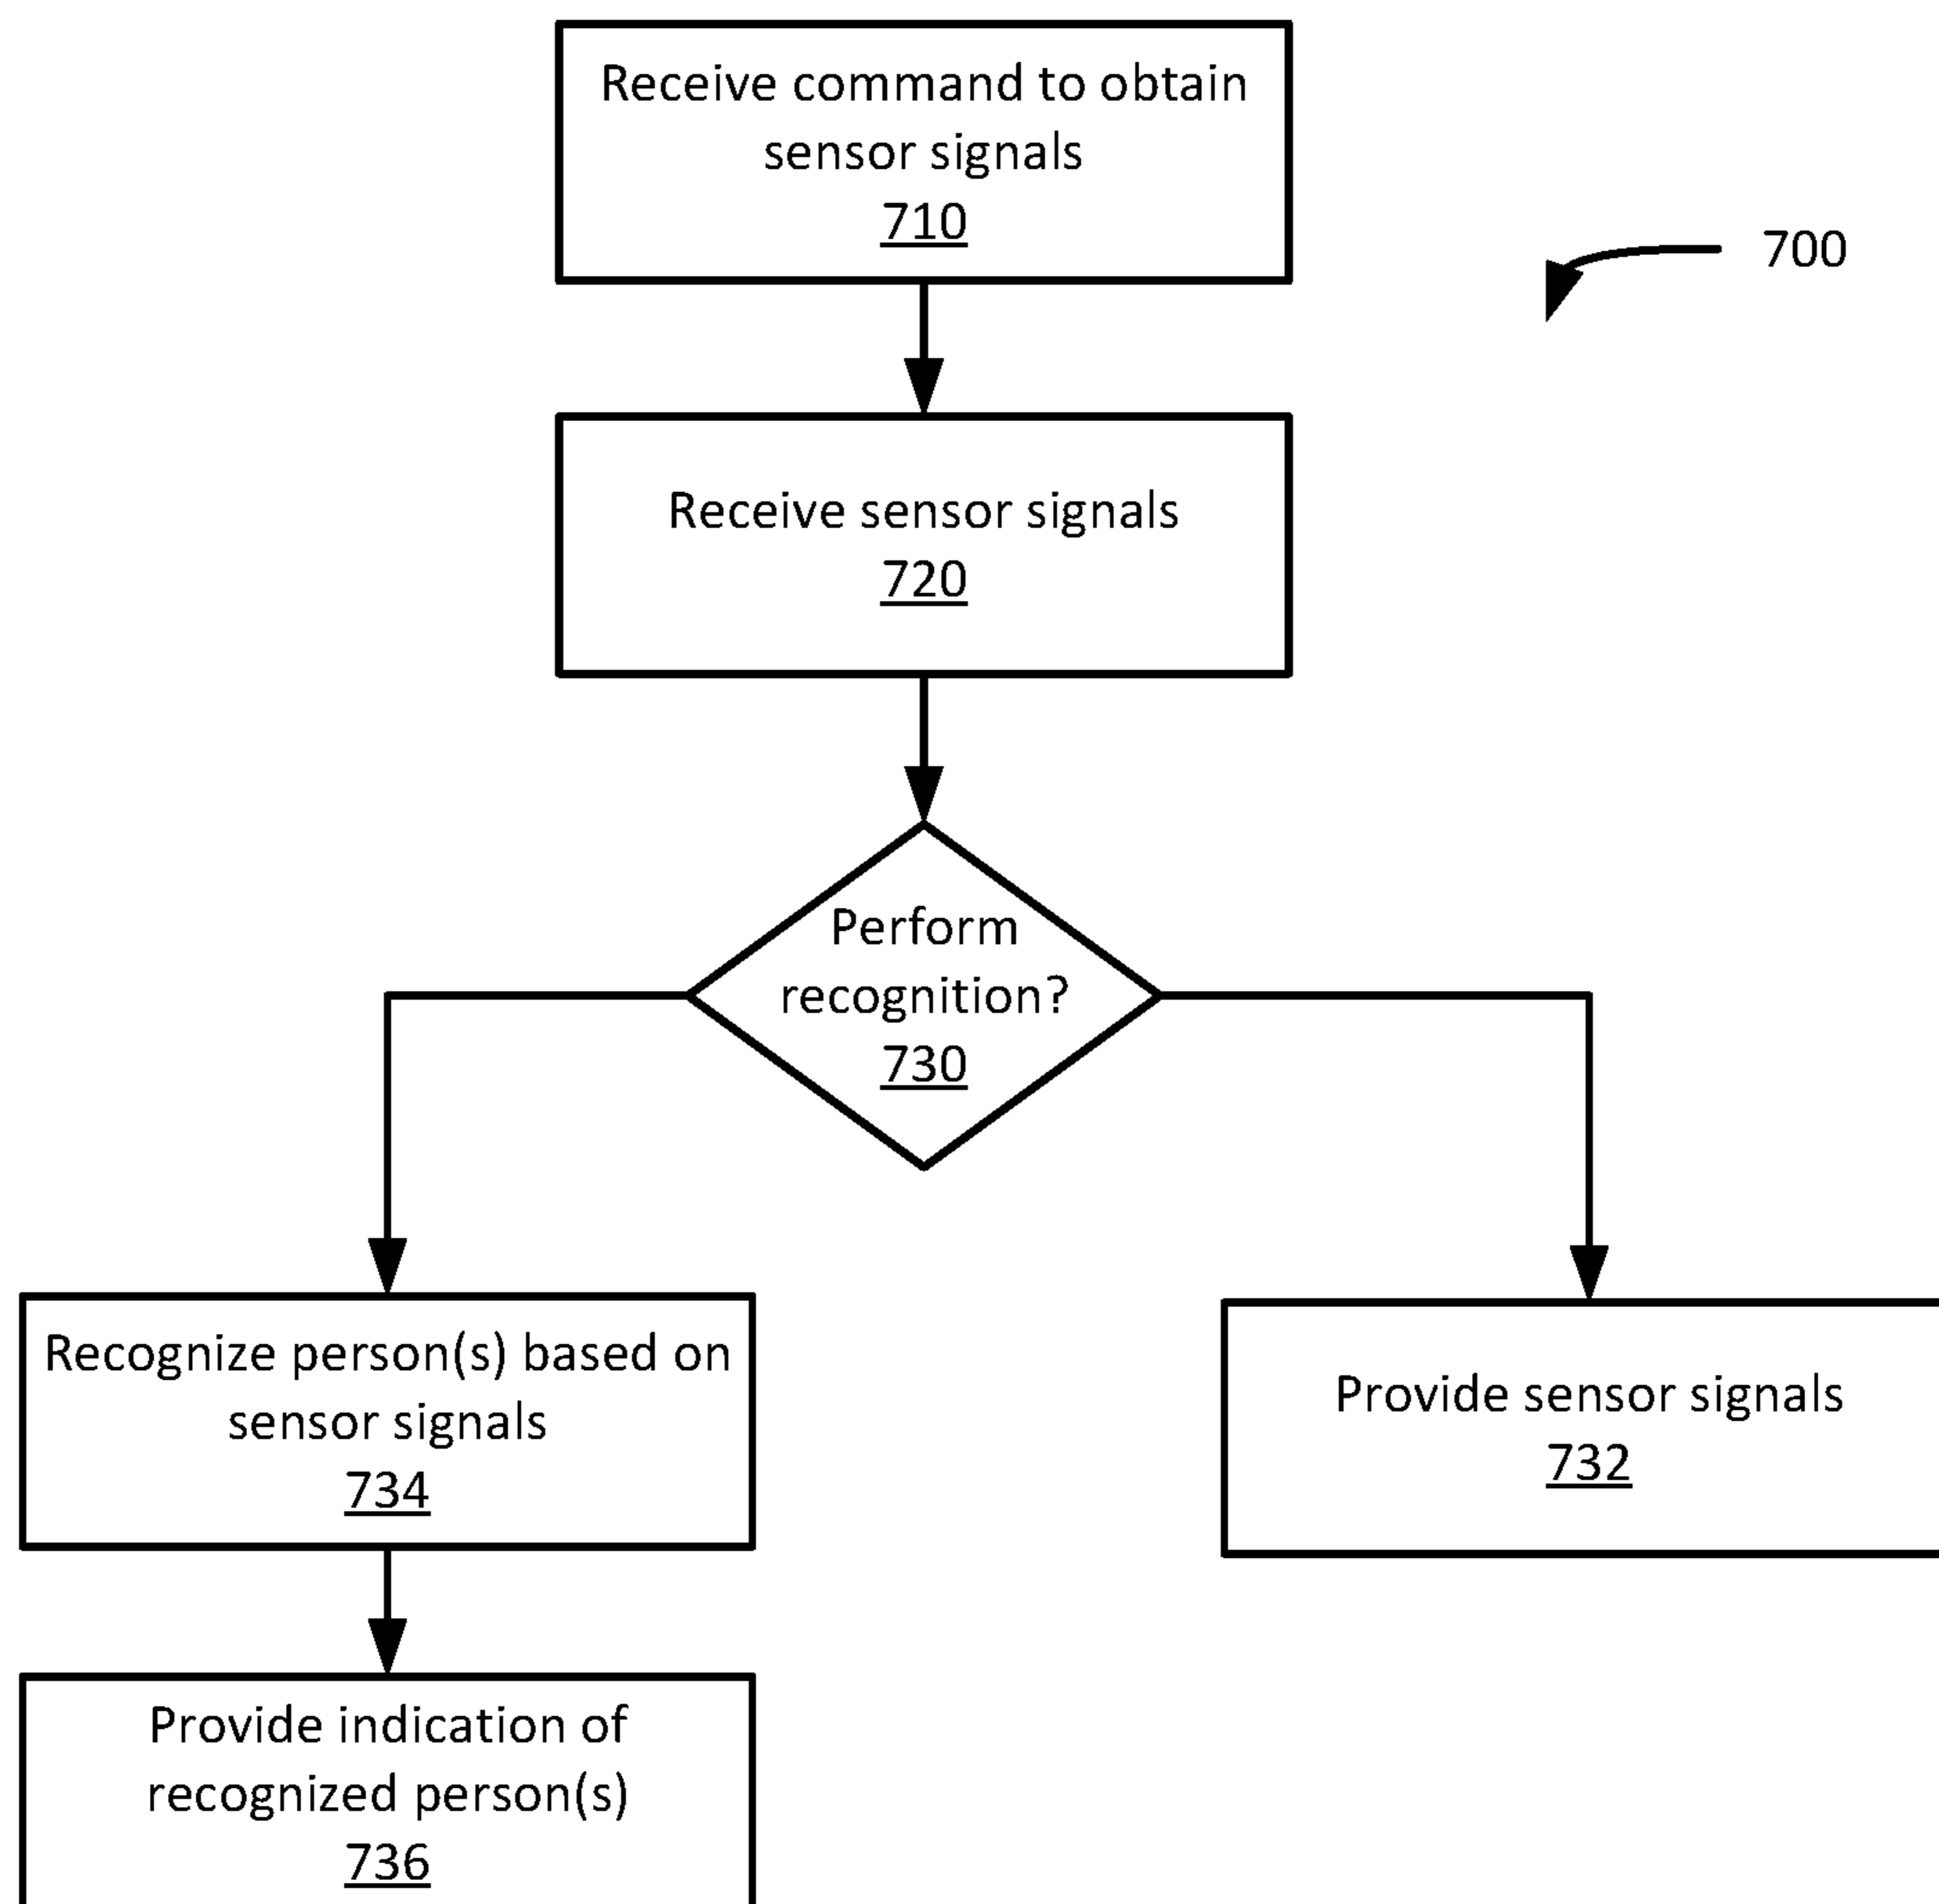 Receive command to obtain
sensor signals
710
700
Receive sensor signals
720
Perform
recognition?
730
Recognize person(s) based on
sensor signals
734
Provide sensor signals
732
Provide indication of
recognized person(s)
736